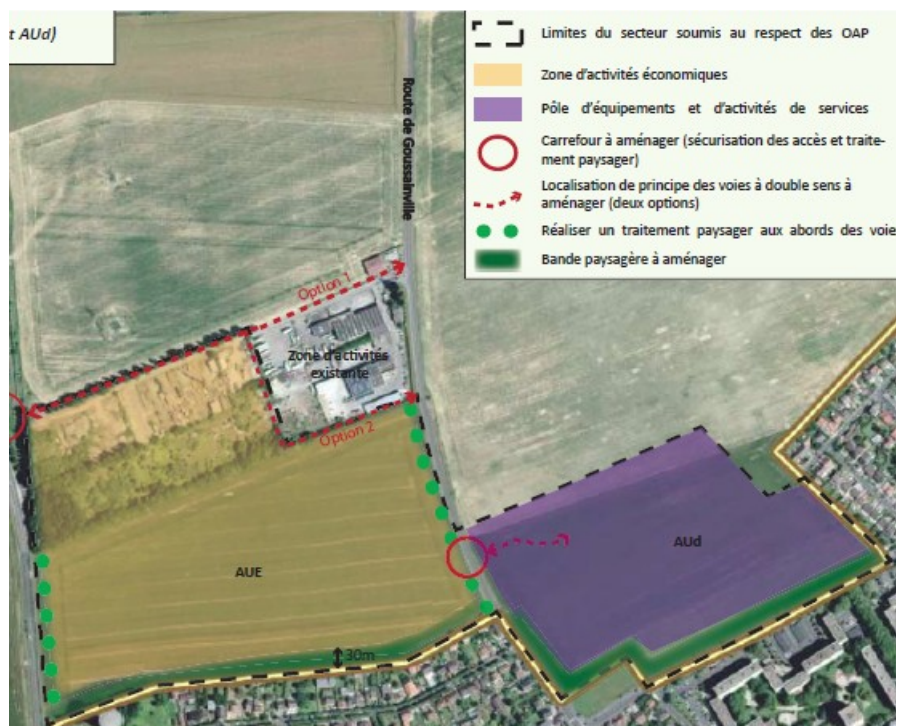 t AUd)
Limites du secteur soumis au respect des OAP
Zone d'activités économiques
Pôle d'équipements et d'activités de services
Carrefour à aménager (sécurisation des accès et traite-
ment paysager)
Localisation de principe des voies à double sens à
aménager (deux options)
Réaliser un traitement paysager aux abords des voie
Bande paysagère à aménager
Route de Goussainville
Option 1
Zone d'activités
existante
Option 2
AUE
AUd
30m